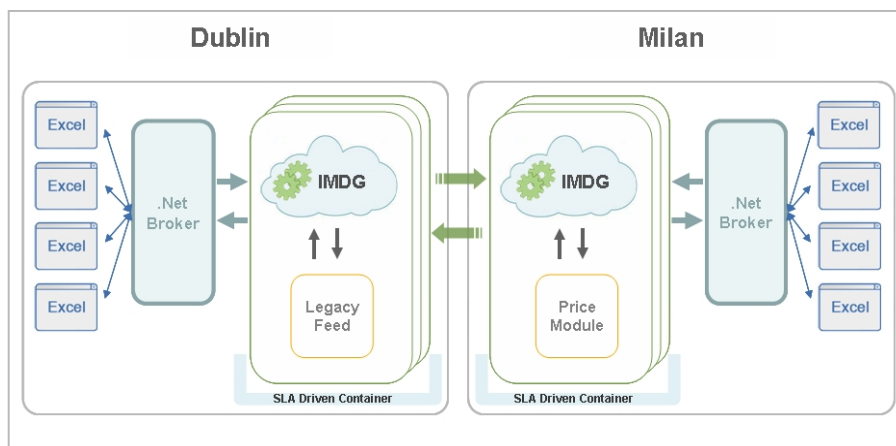 Dublin
Milan
Excel
Excel
Excel
Excel
.Net
Broker
IMDG
Legacy
Feed
SLA Driven Container
IMDG
Price
Module
SLA Driven Container
.Net
Broker
Excel
Excel
Excel
Excel